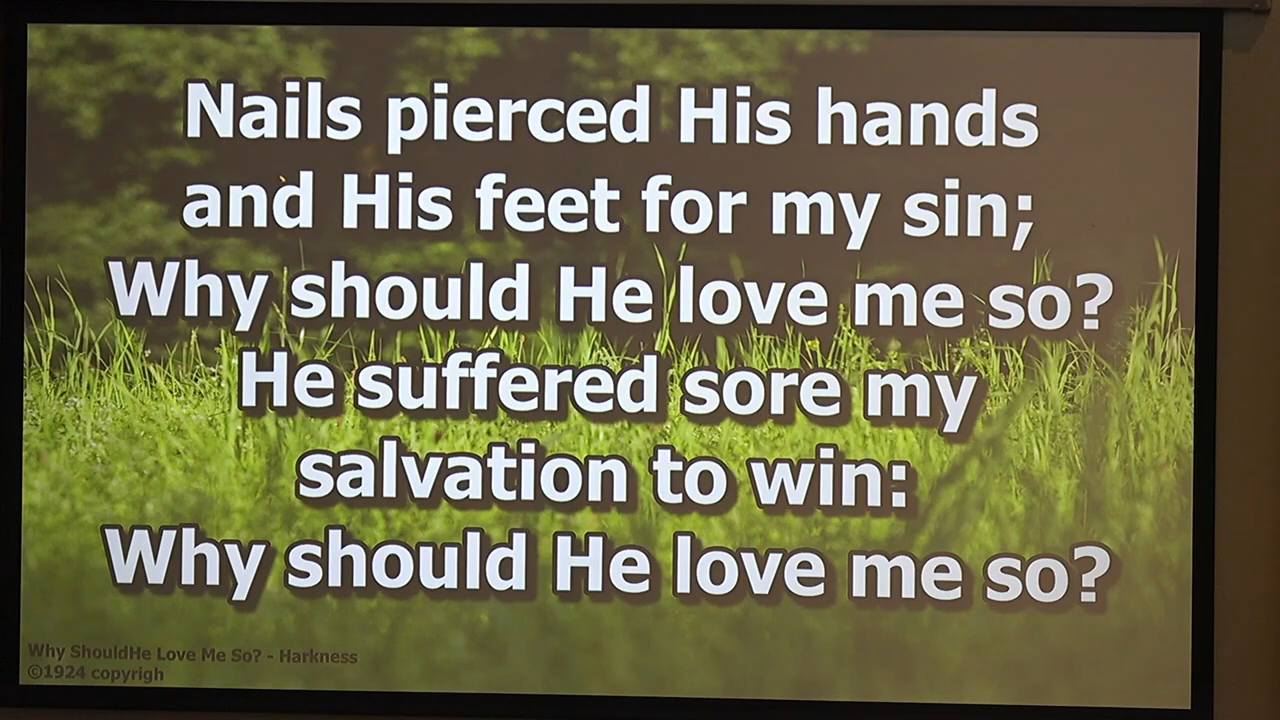 Nails pierced His hands
and His feet for my sin;
Why should He love me so?
He suffered sore my
salvation to win:
Why should He love me so?
Why ShouldHe Love Me So? - Harkness
©1924 copyrigh